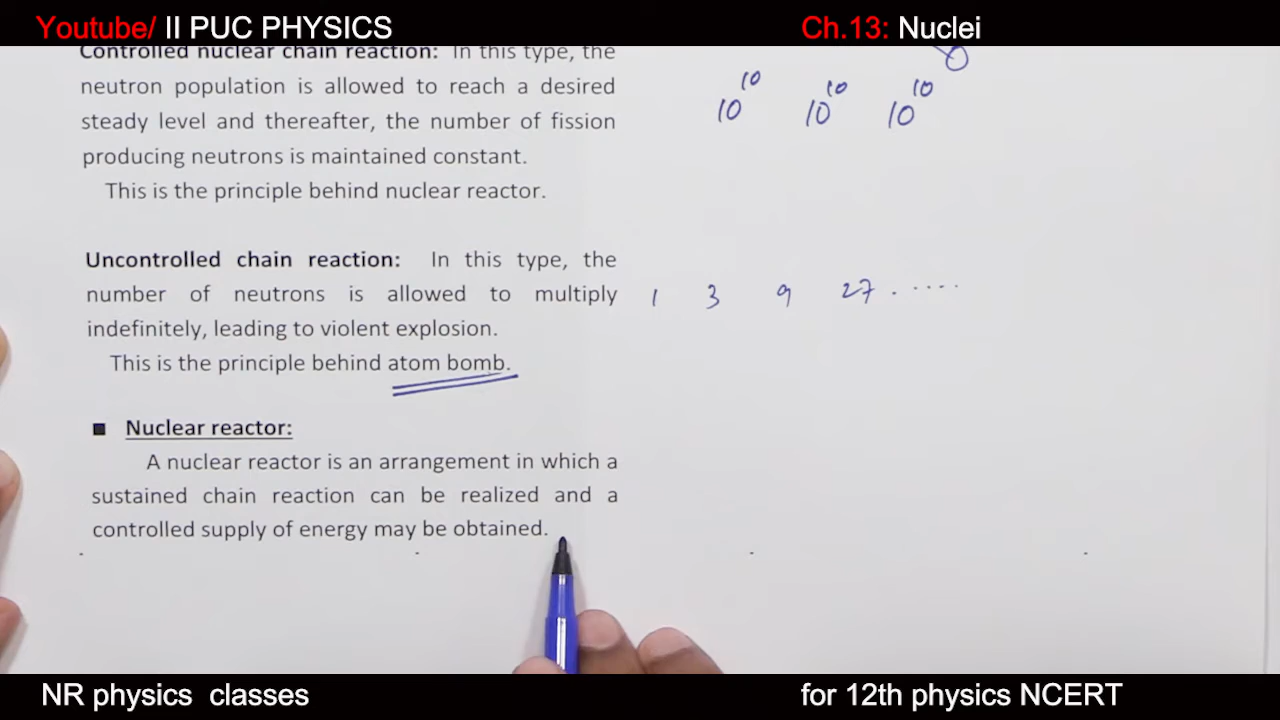 Youtube/ II PUC PHYSICS
Ch.13: Nuclei
Controlled nuclear chain reaction: In this type, the
neutron population is allowed to reach a desired
steady level and thereafter, the number of fission
producing neutrons is maintained constant.
This is the principle behind nuclear reactor.
10^10 10^10 10^10
Uncontrolled chain reaction: In this type, the
number of neutrons is allowed to multiply
indefinitely, leading to violent explosion.
This is the principle behind atom bomb.
1 3 9 27 . .....
■ Nuclear reactor:
A nuclear reactor is an arrangement in which a
sustained chain reaction can be realized and a
controlled supply of energy may be obtained.
NR physics classes
for 12th physics NCERT